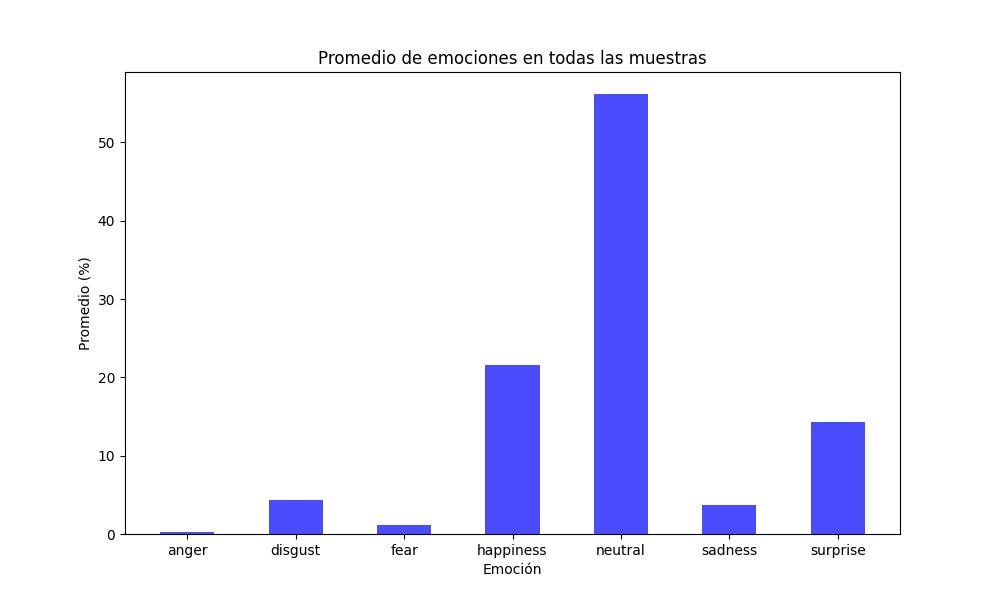 Promedio de emociones en todas las muestras
Promedio (%)
50
40
30
20
10
0
anger disgust fear happiness neutral sadness surprise
Emoción